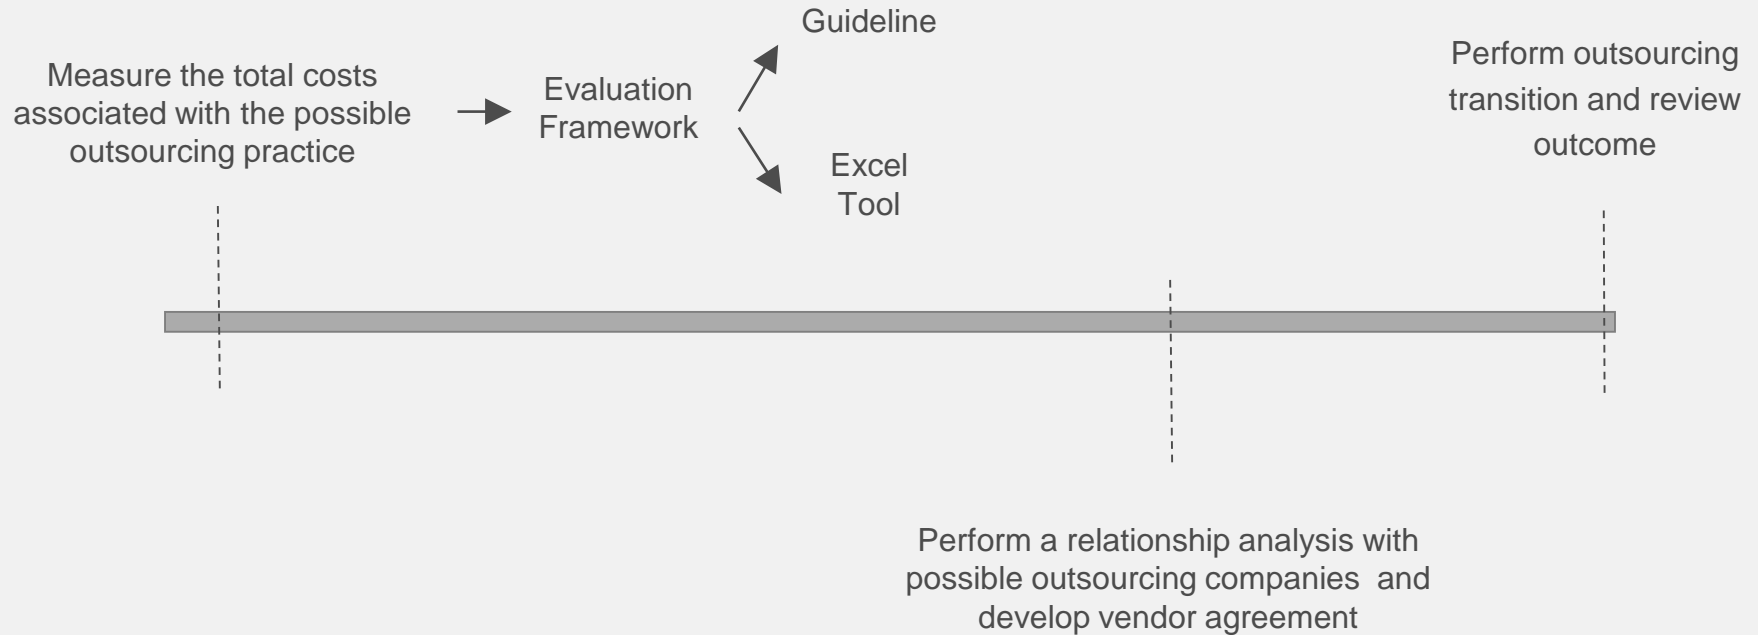 Measure the total costs
associated with the possible
outsourcing practice
Evaluation
Framework
Guideline
Excel
Tool
Perform outsourcing
transition and review
outcome
Perform a relationship analysis with
possible outsourcing companies  and
develop vendor agreement